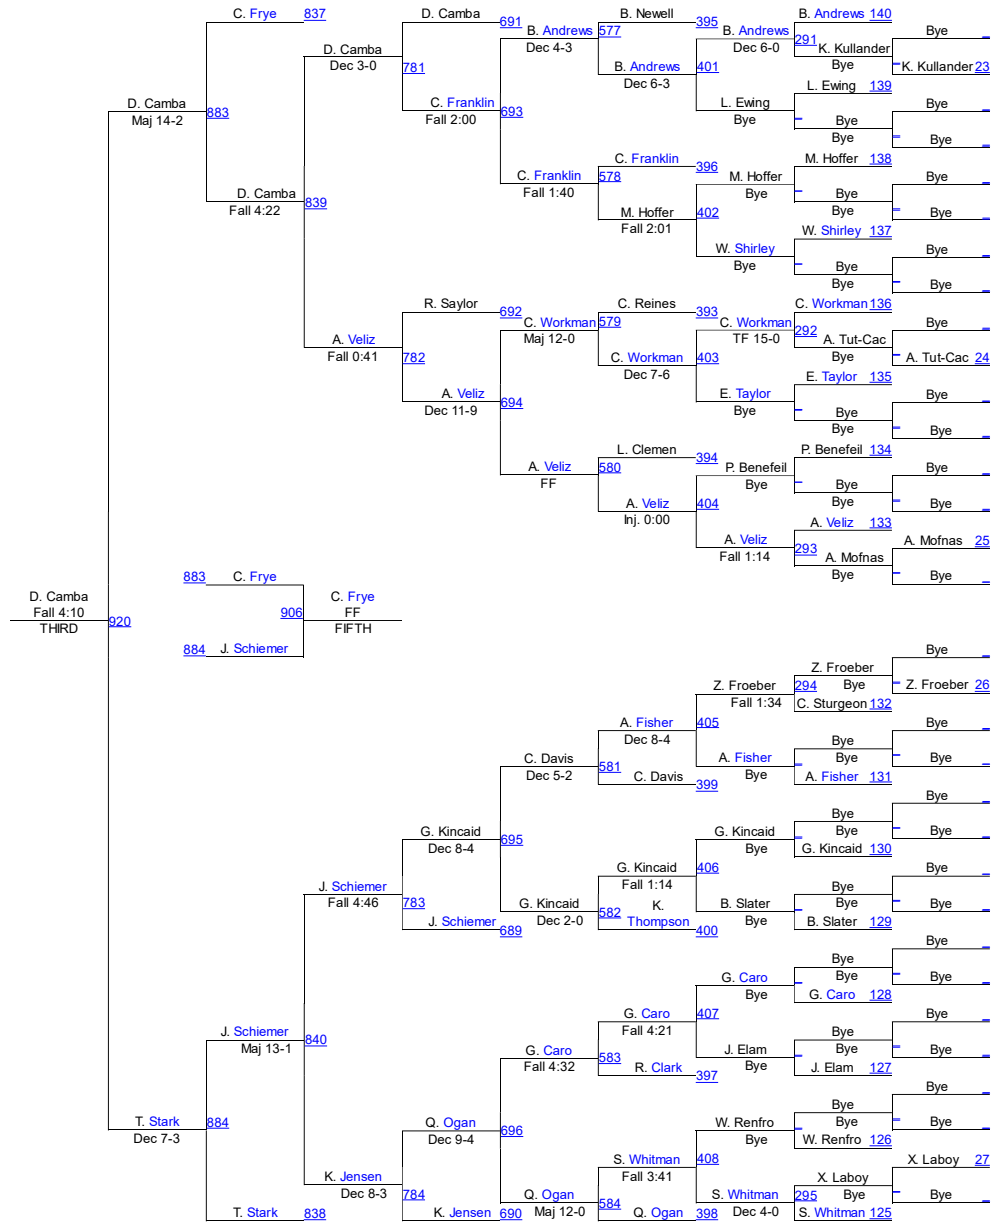 C. Frye 837 D. Camba 691 B. Newell 395 B. Andrews 140
B. Andrews 577 B. Andrews Bye
Dec 4-3 Dec 6-0 291 K. Kullander
D. Camba Bye K. Kullander 23
Dec 3-0 781 B. Andrews 401
Dec 6-3 L. Ewing 139
D. Camba C. Franklin L. Ewing Bye
Maj 14-2 883 Fall 2:00 693 Bye Bye
Bye Bye
C. Franklin 396 M. Hoffer 138
C. Franklin 578 M. Hoffer Bye
D. Camba Fall 1:40 Bye Bye
Fall 4:22 839 M. Hoffer 402 Bye Bye
Fall 2:01 W. Shirley 137
W. Shirley Bye
Bye Bye
Bye Bye
R. Saylor 692 C. Reines 393 C. Workman 136
C. Workman 579 C. Workman Bye
A. Veliz Maj 12-0 TF 15-0 292 A. Tut-Cac
Fall 0:41 782 C. Workman 403 Bye A. Tut-Cac 24
Dec 7-6 E. Taylor 135
A. Veliz 694 E. Taylor Bye
Dec 11-9 Bye Bye
Bye Bye
L. Clemen 394 P. Benefeil 134
A. Veliz 580 P. Benefeil Bye
FF Bye
A. Veliz 404 Bye Bye
Inj. 0:00 A. Veliz 133
A. Veliz 293 A. Mofnas 25
Fall 1:14 A. Mofnas
883 C. Frye Bye Bye
D. Camba C. Frye
Fall 4:10 906 FF
THIRD 920 FIFTH
884 J. Schiemer
Bye
Z. Froeber
Z. Froeber 294 Bye Z. Froeber 26
Fall 1:34 C. Sturgeon 132
A. Fisher 405 Bye
Dec 8-4 Bye
C. Davis A. Fisher Bye Bye
Dec 5-2 581 C. Davis 399 Bye A. Fisher 131
Bye
G. Kincaid G. Kincaid Bye
Dec 8-4 695 Bye Bye Bye
G. Kincaid 130
G. Kincaid 406
J. Schiemer Fall 1:14 Bye
Fall 4:46 783 G. Kincaid K. B. Slater Bye
Dec 2-0 582 Thompson 400 Bye Bye Bye
J. Schiemer 689 B. Slater 129
Bye
G. Caro Bye
Bye Bye Bye
G. Caro 128
G. Caro 407
J. Schiemer Fall 4:21 Bye
Maj 13-1 840 G. Caro 583 J. Elam Bye
Fall 4:32 R. Clark 397 Bye Bye Bye
J. Elam 127
Bye
T. Stark 884 Q. Ogan 696 W. Renfro Bye
Dec 7-3 Dec 9-4 Bye Bye Bye
W. Renfro 126
S. Whitman 408 X. Laboy 27
K. Jensen Fall 3:41 X. Laboy
Dec 8-3 784 Q. Ogan 584 S. Whitman 295 Bye Bye
T. Stark 838 K. Jensen 690 Maj 12-0 Q. Ogan 398 Dec 4-0 S. Whitman 125